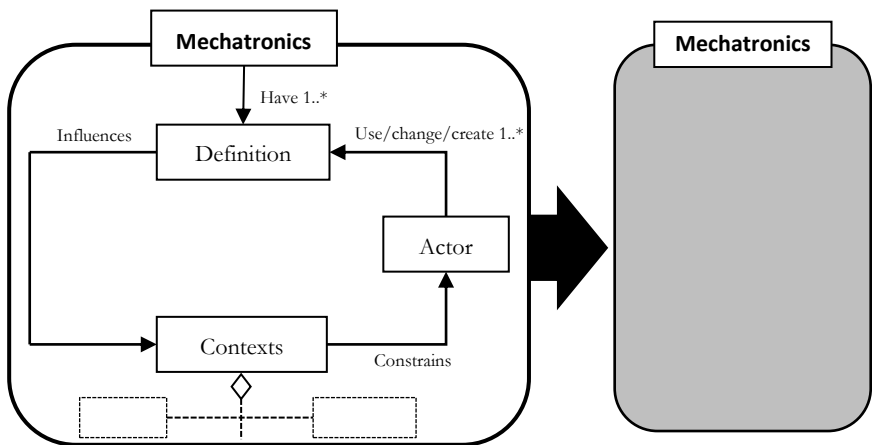 Mechatronics
Mechatronics
Have 1..*
Influences
Use/change/create 1..*
Definition
Actor
Contexts
Constrains